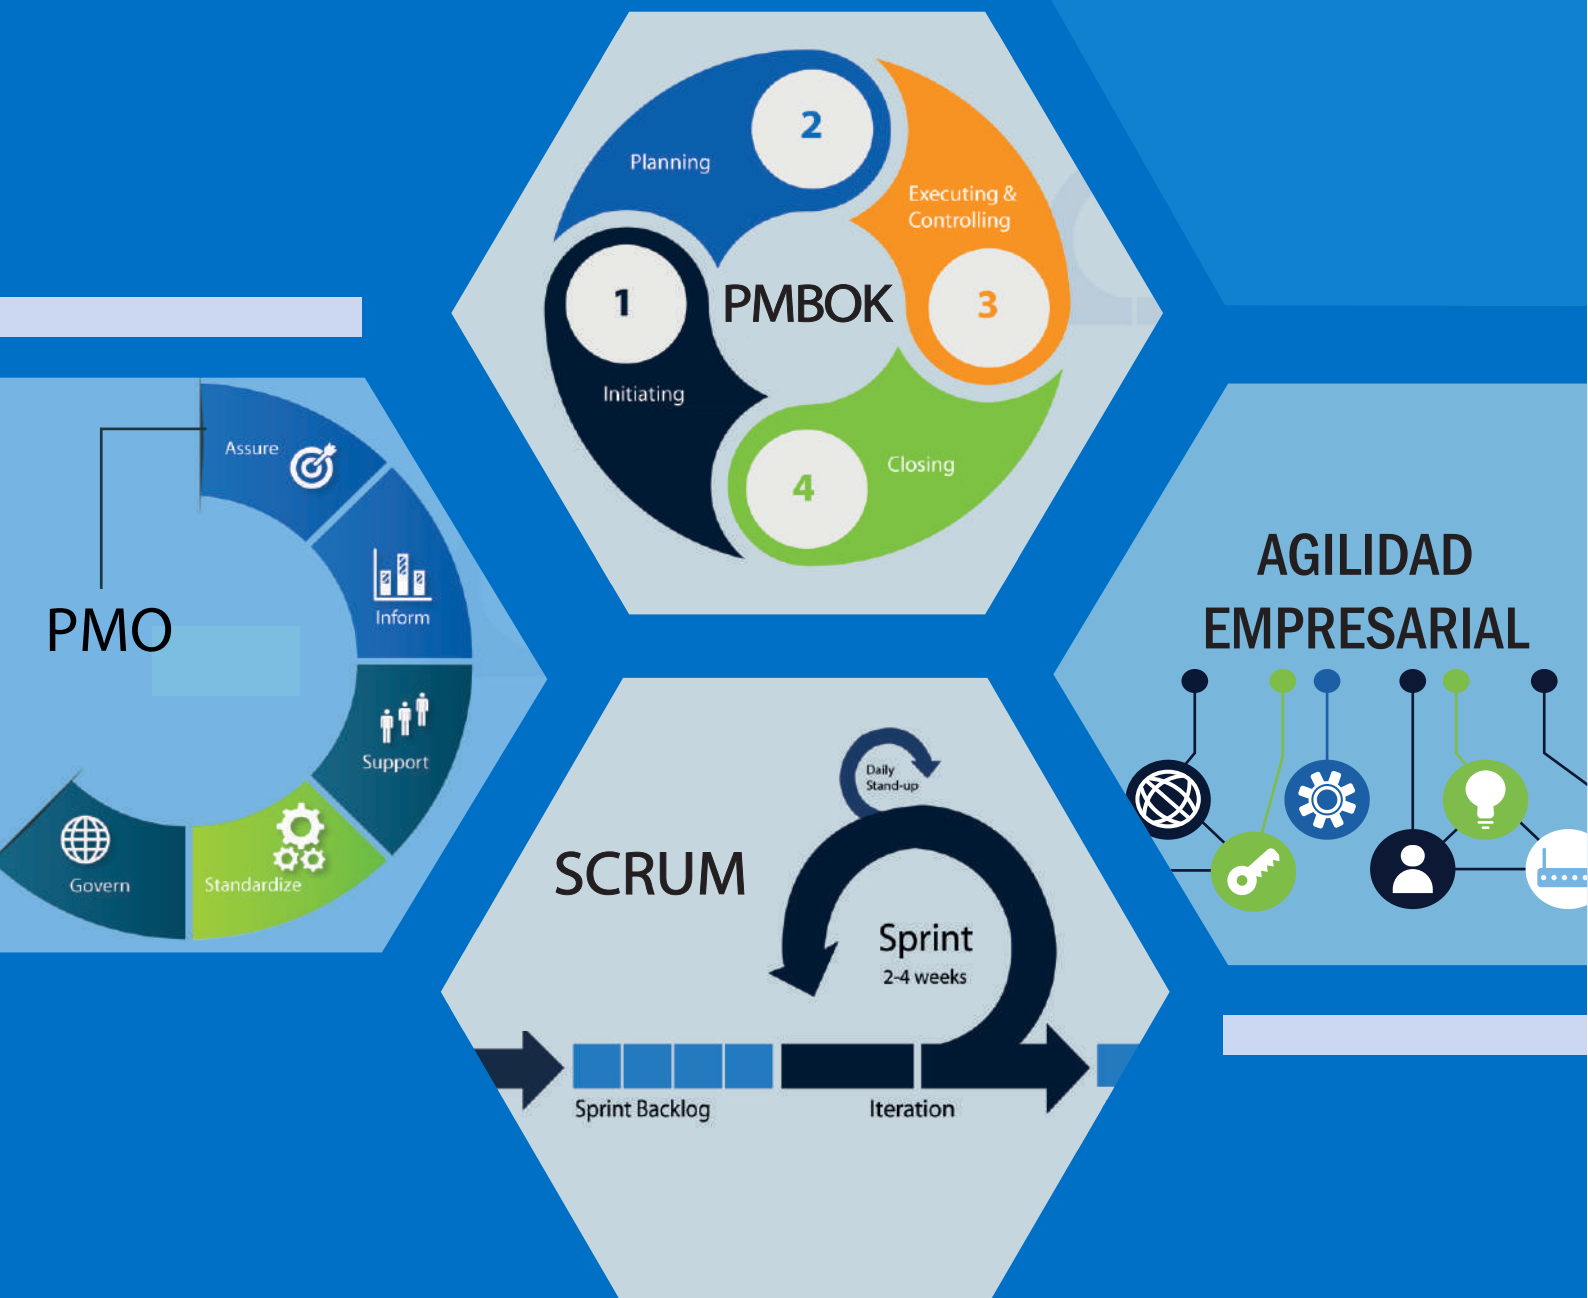 2
Planning
Executing &
Controlling
1
PMBOK
3
Initiating
4
Closing
Assure
Inform
PMO
Support
Govern
Standardize
AGILIDAD
EMPRESARIAL
Daily
Stand-up
SCRUM
Sprint
2-4 weeks
Sprint Backlog
Iteration